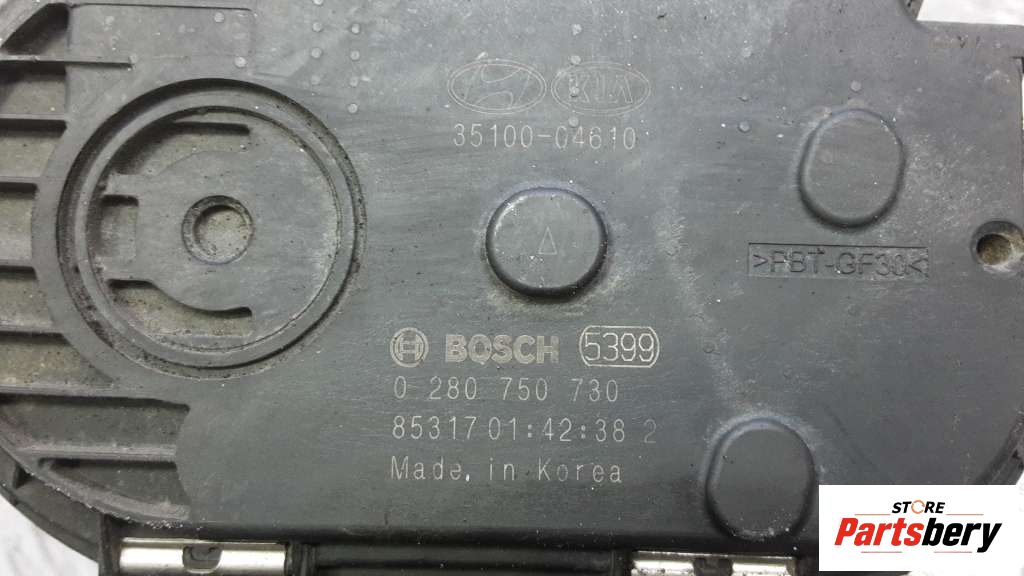 KIA
35100-04610
>PBT-GF30<
BOSCH 5399
0 280 750 730
85317 01:42:38 2
Made in Korea
STORE
Partsbery